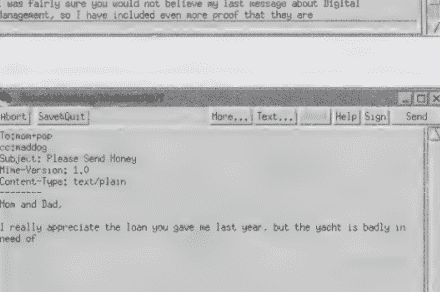 was fairly sure you would not believe my last message about Digital
Management, so I have included even more proof that they are
Abort Save&Quit More... Text... Help Sign Send
To:mom+pop
cc:maddog
Subject: Please Send Money
Mime-Version: 1.0
Content-Type: text/plain
--------
Mom and Dad,
I really appreciate the loan you gave me last year, but the yacht is badly in
need of